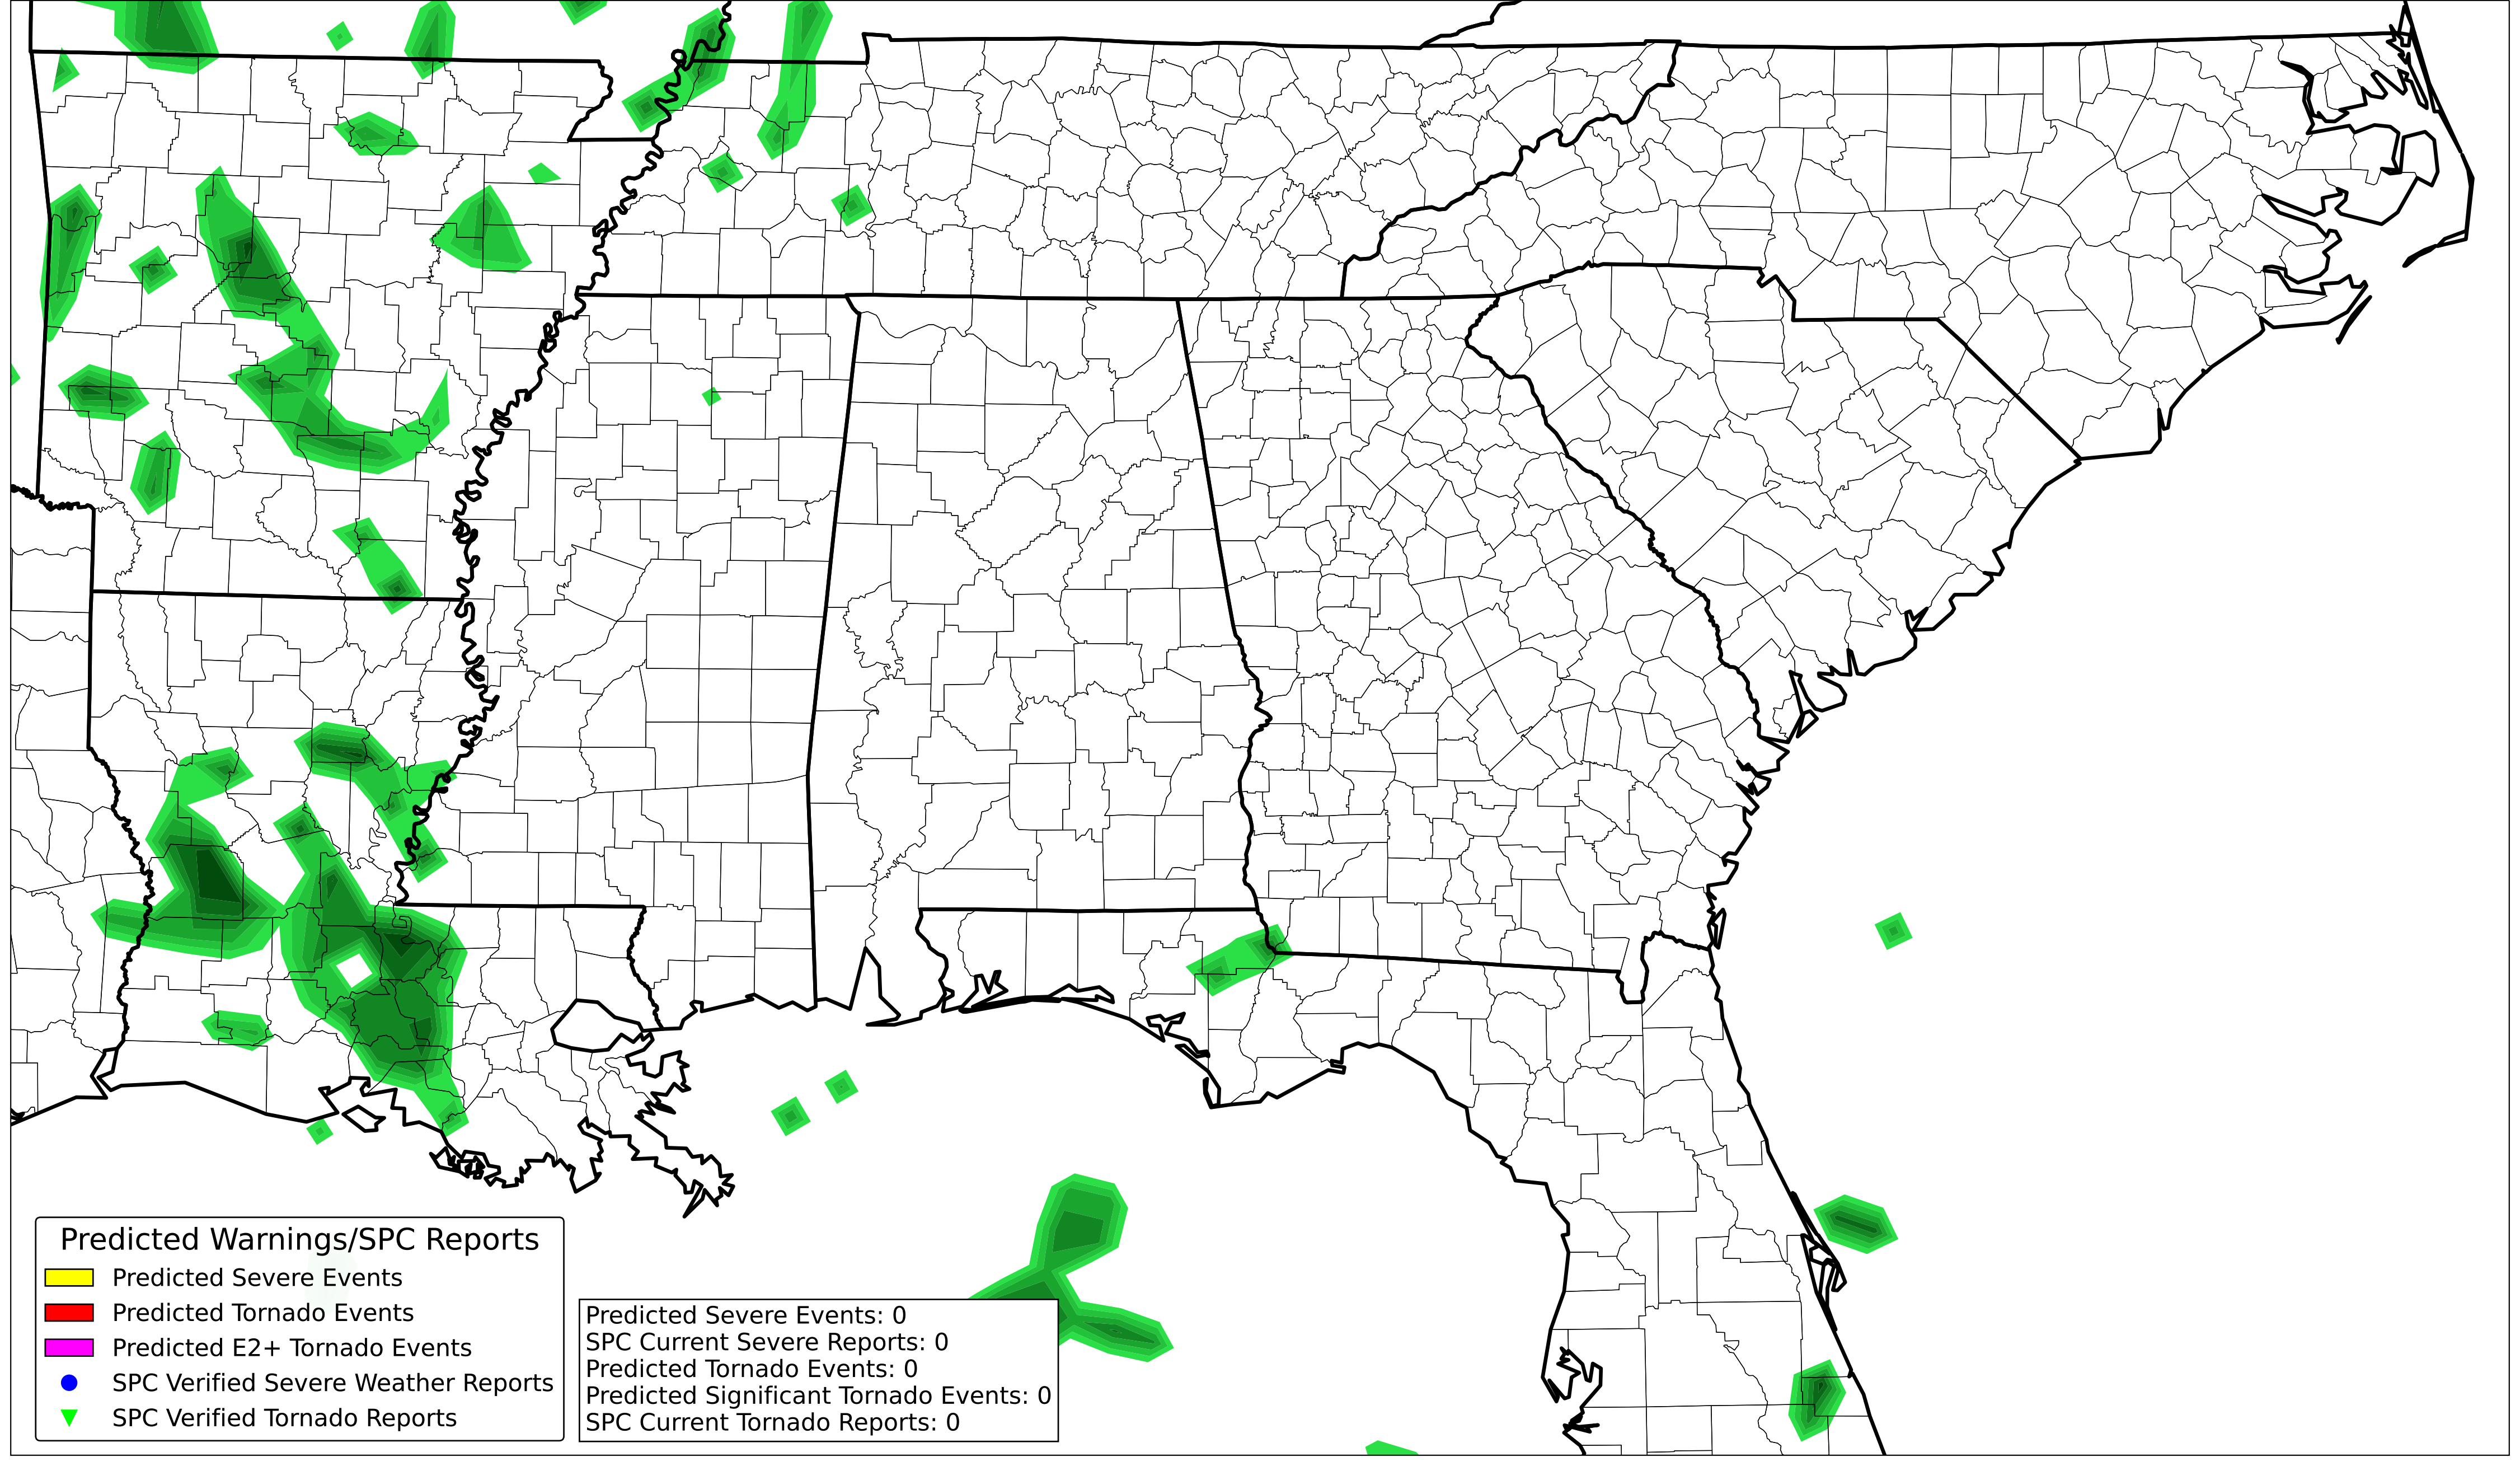 Predicted Warnings/SPC Reports
Predicted Severe Events
Predicted Tornado Events
Predicted E2+ Tornado Events
SPC Verified Severe Weather Reports
SPC Verified Tornado Reports
Predicted Severe Events: 0
SPC Current Severe Reports: 0
Predicted Tornado Events: 0
Predicted Significant Tornado Events: 0
SPC Current Tornado Reports: 0